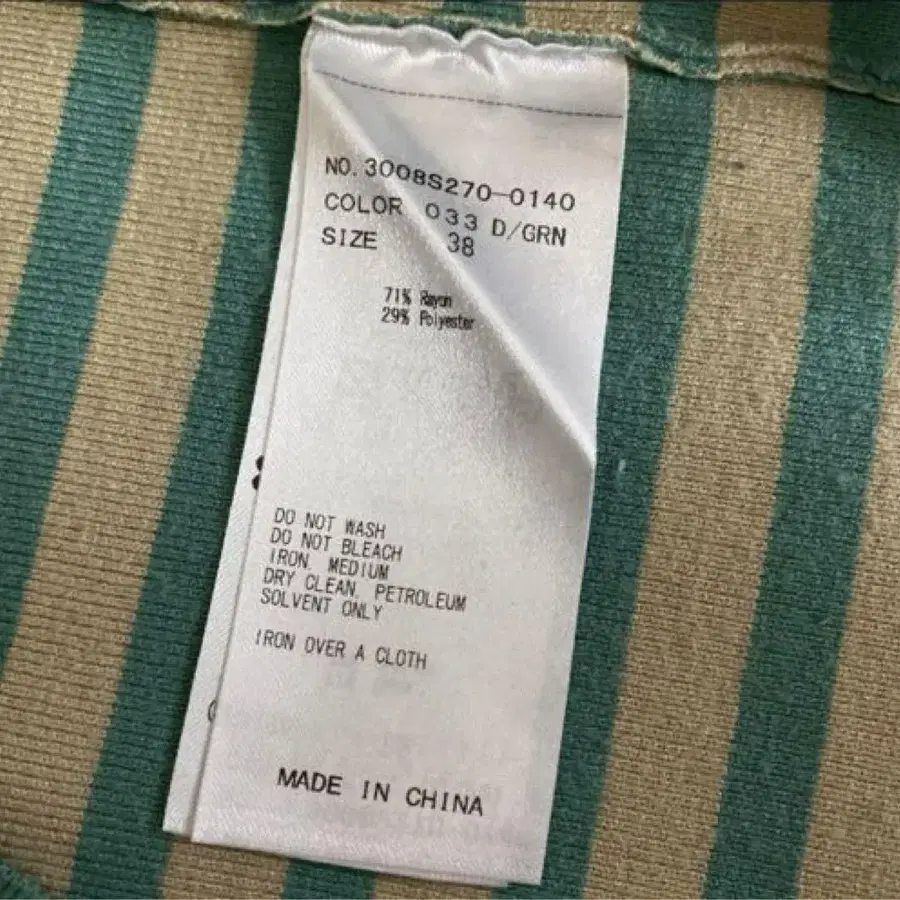 NO. 3008S270-0140
COLOR 033 D/GRN
SIZE 38
71% Rayon
29% Polyester
DO NOT WASH
DO NOT BLEACH
IRON, MEDIUM
DRY CLEAN, PETROLEUM
SOLVENT ONLY
IRON OVER A CLOTH
MADE IN CHINA